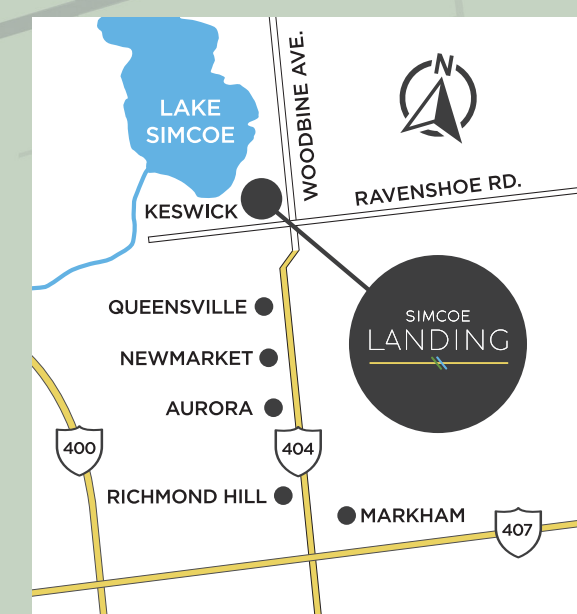 LAKE
SIMCOE
WOODBINE AVE.
N
RAVENSHOE RD.
KESWICK
QUEENSVILLE
SIMCOE
LANDING
NEWMARKET
AURORA
400
404
RICHMOND HILL
MARKHAM
407